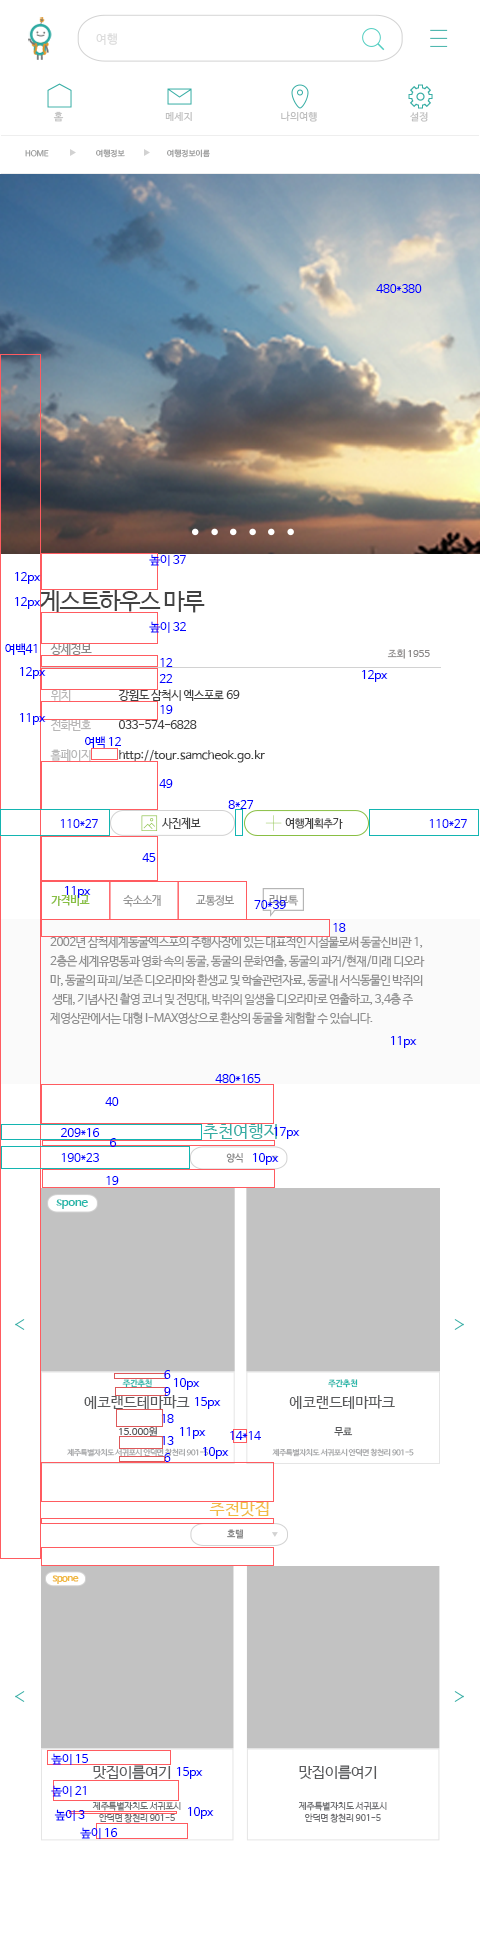 여행
홈
메세지
나의여행
설정
HOME
여행정보
여행정보이름
480*380
높이 37
12px
12px
게스트하우스 마루
높이 32
여백41
상세정보
조회 1955
12
12px
12px
22
위치
강원도 삼척시 엑스포로 69
19
11px
전화번호
033-574-6828
여백 12
홈페이지
http://tour.samcheok.go.kr
49
8*27
110*27
사진제보
여행계획추가
110*27
45
11px
가격비교
숙소소개
교통정보
리뷰톡
70*39
18
2002년 삼척세계동굴엑스포의 주행사장에 있는 대표적인 시설물로써 동굴신비관 1,
2층은 세계유명동과 영화 속의 동굴, 동굴의 문화연출, 동굴의 과거/현재/미래 디오라
마, 동굴의 파괴/보존 디오라마와 환생교 및 학술관련자료, 동굴내 서식동물인 박쥐의
생태, 기념사진 촬영 코너 및 전망대, 박쥐의 일생을 디오라마로 연출하고, 3,4층 주
제영상관에서는 대형 I-MAX영상으로 환상의 동굴을 체험할 수 있습니다.
11px
480*165
40
209*16
추천여행지
17px
6
190*23
양식
10px
19
spone
<
>
6
주간추천
10px
주간추천
9
에코랜드테마파크
15px
에코랜드테마파크
18
15,000원
11px
14*14
무료
13
제주특별자치도 서귀포시 안덕면 창천리 901-5
10px
제주특별자치도 서귀포시 안덕면 창천리 901-5
6
추천맛집
호텔
spone
<
>
높이 15
맛집이름여기
15px
맛집이름여기
높이 21
제주특별자치도 서귀포시
10px
제주특별자치도 서귀포시
높이 3
안덕면 창천리 901-5
안덕면 창천리 901-5
높이 16